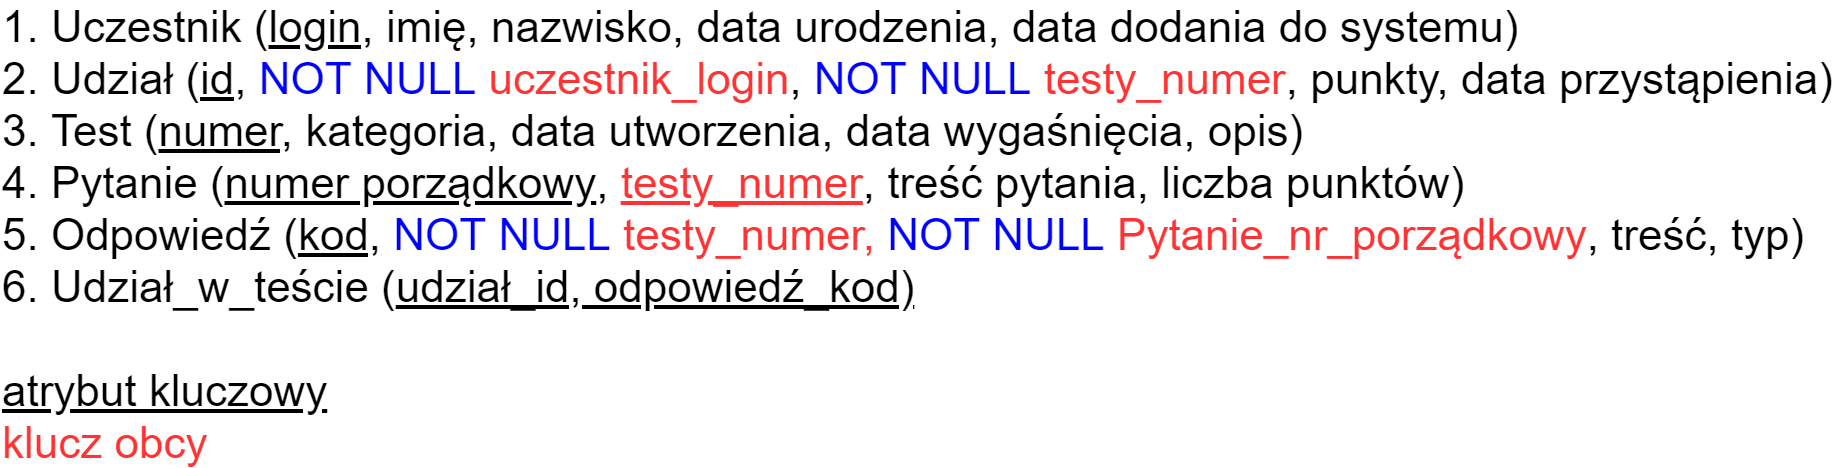 1. Uczestnik (login, imię, nazwisko, data urodzenia, data dodania do systemu)
2. Udział (id, NOT NULL uczestnik_login, NOT NULL testy_numer, punkty, data przystąpienia)
3. Test (numer, kategoria, data utworzenia, data wygaśnięcia, opis)
4. Pytanie (numer porządkowy, testy_numer, treść pytania, liczba punktów)
5. Odpowiedź (kod, NOT NULL testy_numer, NOT NULL Pytanie_nr_porządkowy, treść, typ)
6. Udział_w_teście (udział_id, odpowiedź_kod)
atrybut kluczowy
klucz obcy